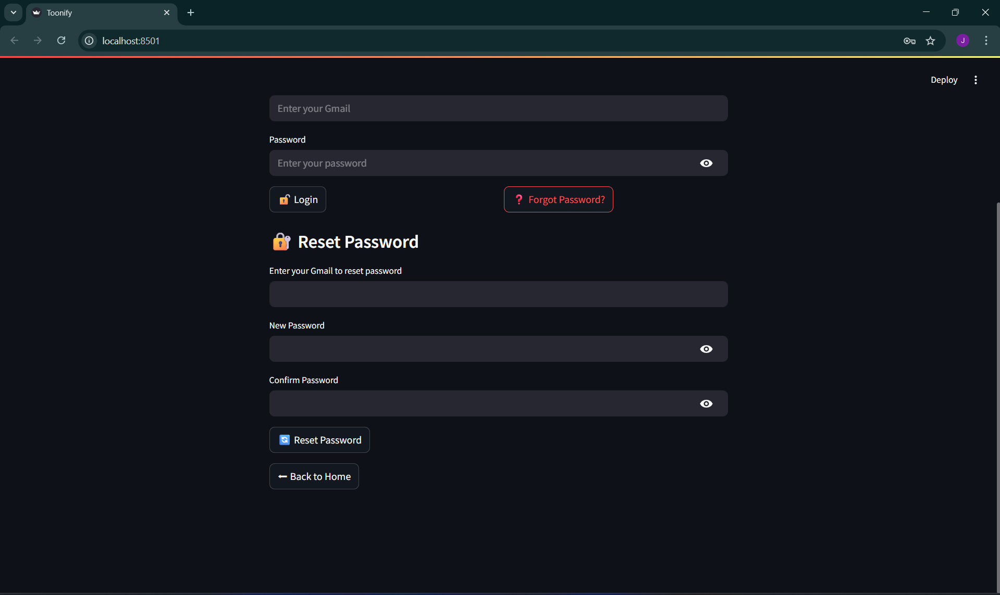 Toonify
localhost:8501
J
Deploy
Enter your Gmail
Password
Enter your password
Login
Forgot Password?
Reset Password
Enter your Gmail to reset password
New Password
Confirm Password
Reset Password
Back to Home